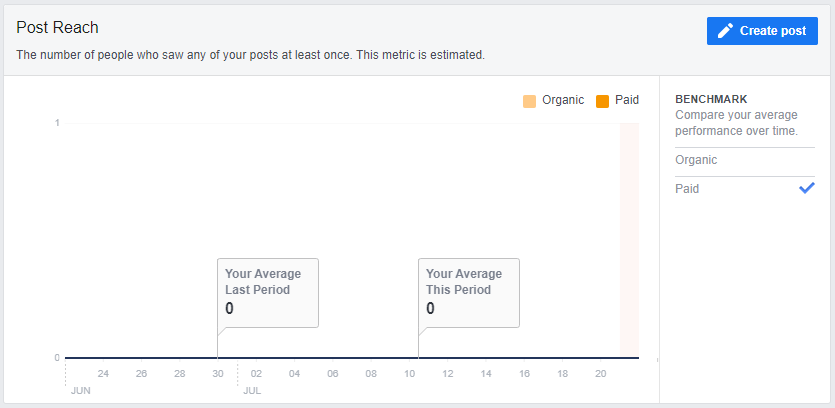 Post Reach
Create post
The number of people who saw any of your posts at least once. This metric is estimated.
Organic
Paid
BENCHMARK
Compare your average
performance over time.
Organic
Paid
1
Your Average
Last Period
0
Your Average
This Period
0
0
24 26 28 30 02 04 06 08 10 12 14 16 18 20
JUN JUL